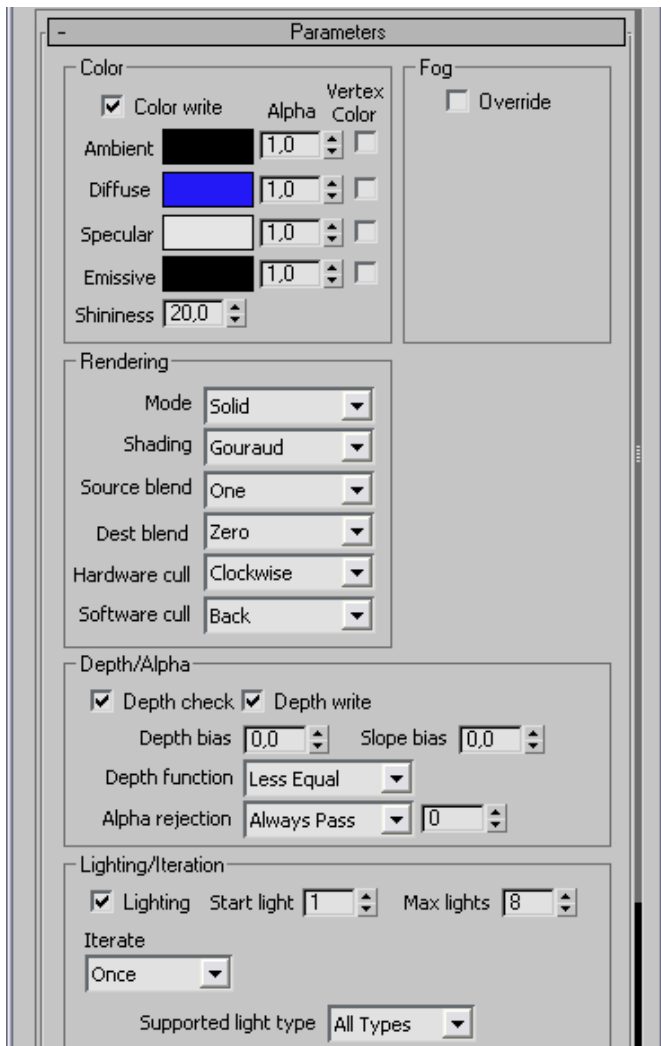 - Parameters
Color
Fog
Color write Alpha Vertex Color
Override
Ambient 1,0
Diffuse 1,0
Specular 1,0
Emissive 1,0
Shininess 20,0
Rendering
Mode Solid
Shading Gouraud
Source blend One
Dest blend Zero
Hardware cull Clockwise
Software cull Back
Depth/Alpha
Depth check Depth write
Depth bias 0,0 Slope bias 0,0
Depth function Less Equal
Alpha rejection Always Pass 0
Lighting/Iteration
Lighting Start light 1 Max lights 8
Iterate
Once
Supported light type All Types